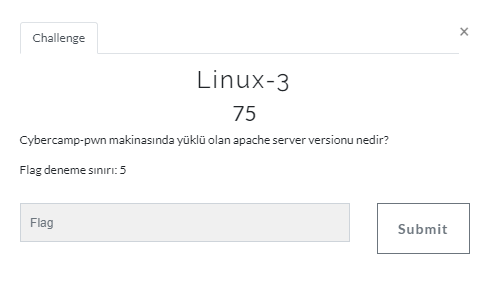 Challenge
×
Linux-3
75
Cybercamp-pwn makinasında yüklü olan apache server versionu nedir?
Flag deneme sınırı: 5
Flag
Submit